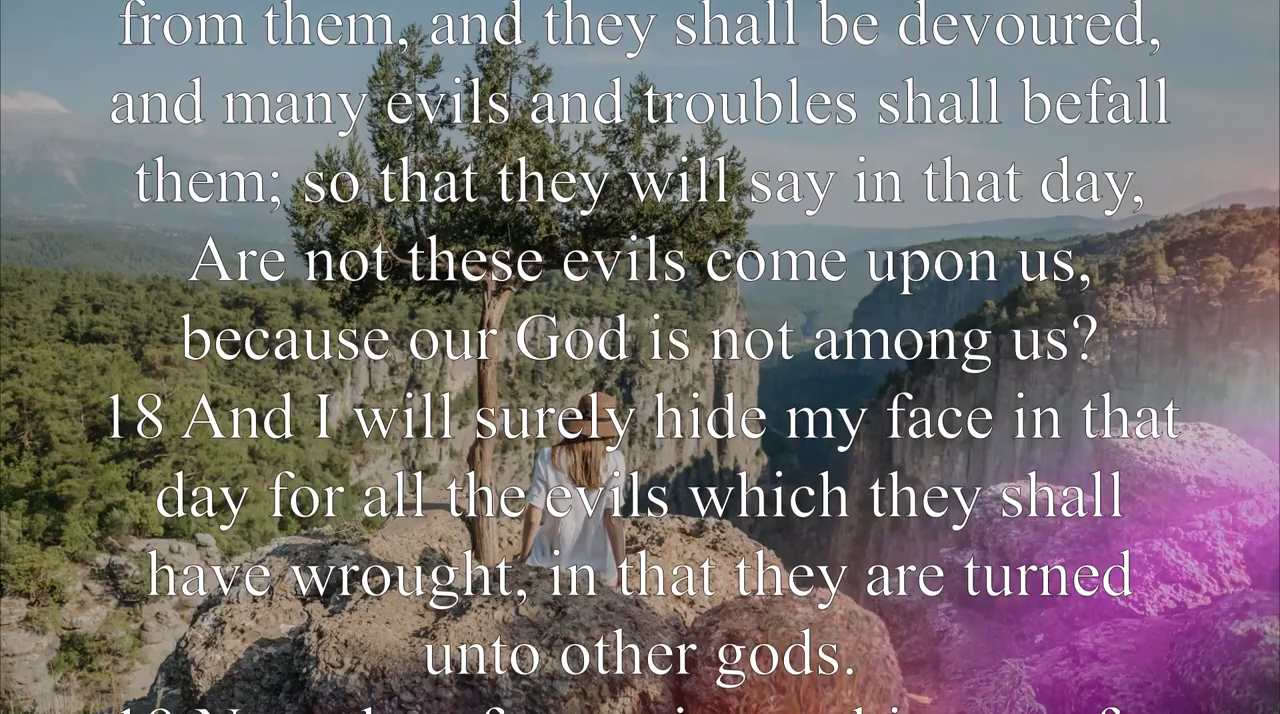 from them, and they shall be devoured,
and many evils and troubles shall befall
them; so that they will say in that day,
Are not these evils come upon us,
because our God is not among us?
18 And I will surely hide my face in that
day for all the evils which they shall
have wrought, in that they are turned
unto other gods.